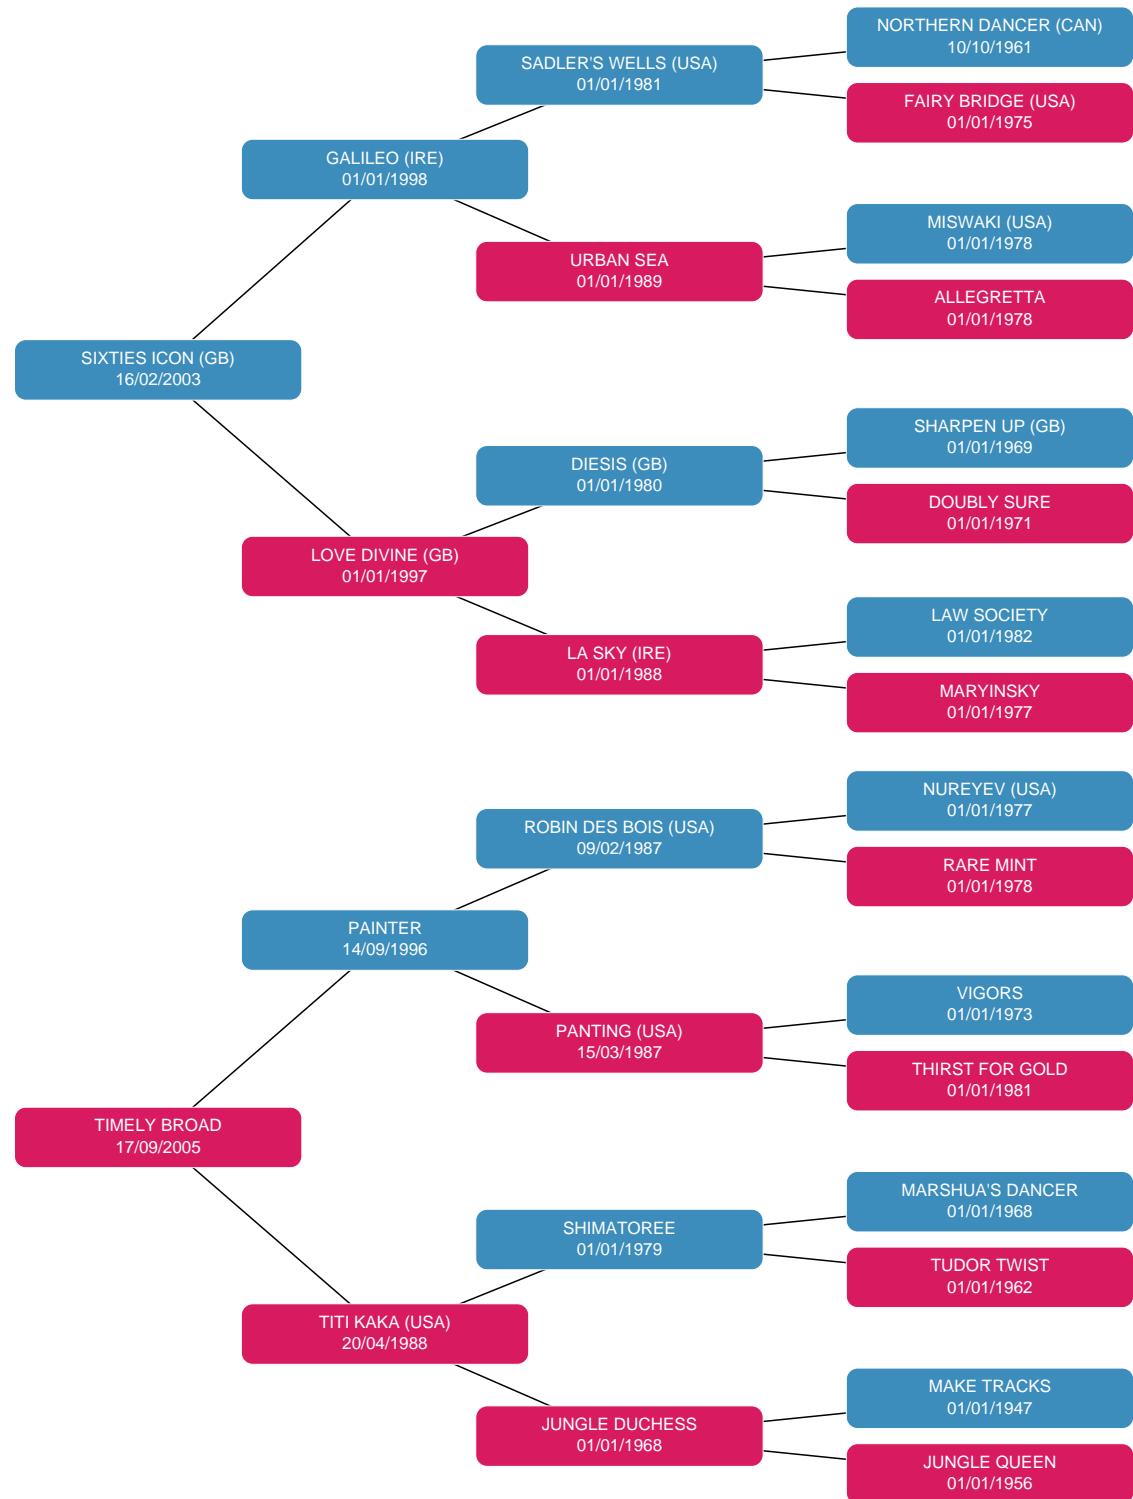 NORTHERN DANCER (CAN)
10/10/1961
SADLER'S WELLS (USA)
01/01/1981
FAIRY BRIDGE (USA)
01/01/1975
GALILEO (IRE)
01/01/1998
MISWAKI (USA)
01/01/1978
URBAN SEA
01/01/1989
ALLEGRETTA
01/01/1978
SIXTIES ICON (GB)
16/02/2003
SHARPEN UP (GB)
01/01/1969
DIESIS (GB)
01/01/1980
DOUBLY SURE
01/01/1971
LOVE DIVINE (GB)
01/01/1997
LAW SOCIETY
01/01/1982
LA SKY (IRE)
01/01/1988
MARYINSKY
01/01/1977
NUREYEV (USA)
01/01/1977
ROBIN DES BOIS (USA)
09/02/1987
RARE MINT
01/01/1978
PAINTER
14/09/1996
VIGORS
01/01/1973
PANTING (USA)
15/03/1987
THIRST FOR GOLD
01/01/1981
TIMELY BROAD
17/09/2005
MARSHUA'S DANCER
01/01/1968
SHIMATOREE
01/01/1979
TUDOR TWIST
01/01/1962
TITI KAKA (USA)
20/04/1988
MAKE TRACKS
01/01/1947
JUNGLE DUCHESS
01/01/1968
JUNGLE QUEEN
01/01/1956